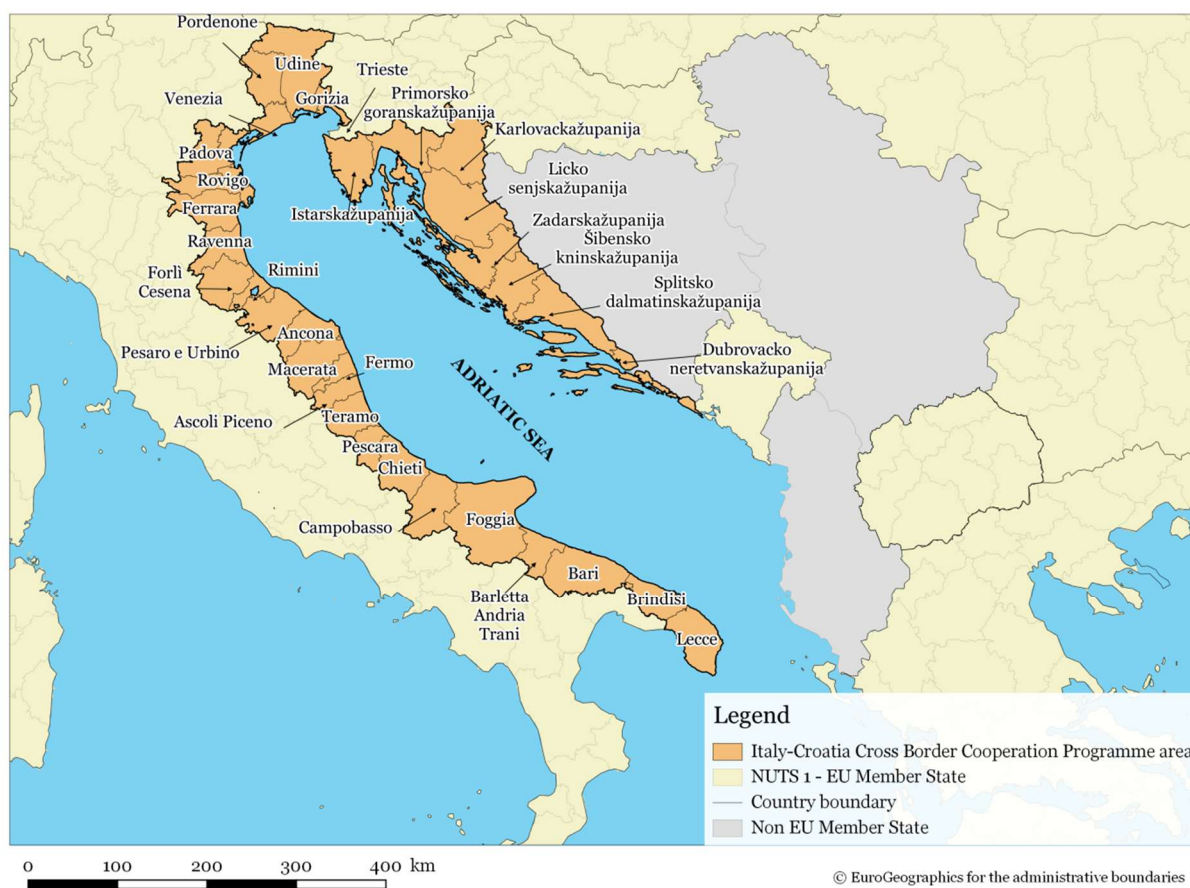 Pordenone
Udine
Trieste
Venezia
Gorizia
Primorsko
goranskažupanija
Karlovackažupanija
Padova
Licko
senjskažupanija
Rovigo
Istarskažupanija
Zadarskažupanija
Ferrara
Šibensko
kninskažupanija
Ravenna
Forlì
Cesena
Rimini
Splitsko
dalmatinskažupanija
Ancona
Pesaro e Urbino
Dubrovacko
neretvanskažupanija
Macerata
Fermo
ADRIATIC SEA
Ascoli Piceno
Teramo
Pescara
Chieti
Campobasso
Foggia
Bari
Barletta
Andria
Trani
Brindisi
Lecce
Legend
Italy-Croatia Cross Border Cooperation Programme area
NUTS 1 - EU Member State
Country boundary
Non EU Member State
0 100 200 300 400 km
© EuroGeographics for the administrative boundaries